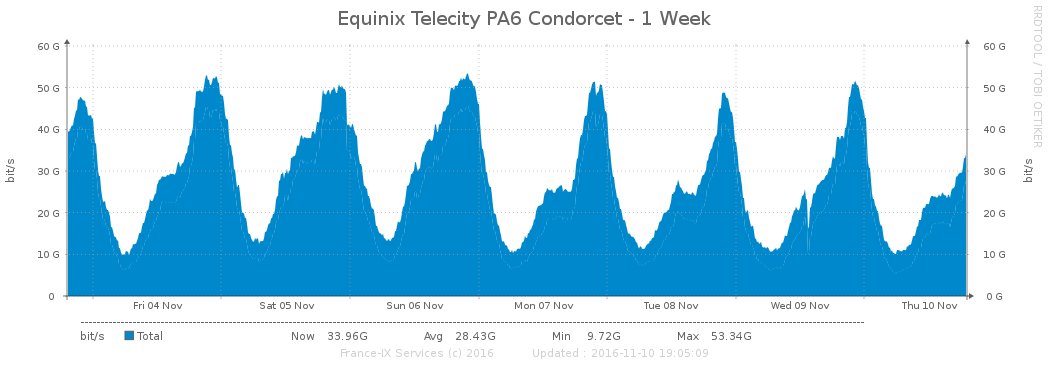 Equinix Telecity PA6 Condorcet - 1 Week
RRDTOOL / TOBI OETIKER
60 G 60 G
50 G 50 G
40 G 40 G
30 G 30 G
20 G 20 G
10 G 10 G
0 0 G
bit/s
bit/s
Fri 04 Nov Sat 05 Nov Sun 06 Nov Mon 07 Nov Tue 08 Nov Wed 09 Nov Thu 10 Nov
bit/s Total Now 33.96G Avg 28.43G Min 9.72G Max 53.34G
France-IX Services (c) 2016 Updated : 2016-11-10 19:05:09